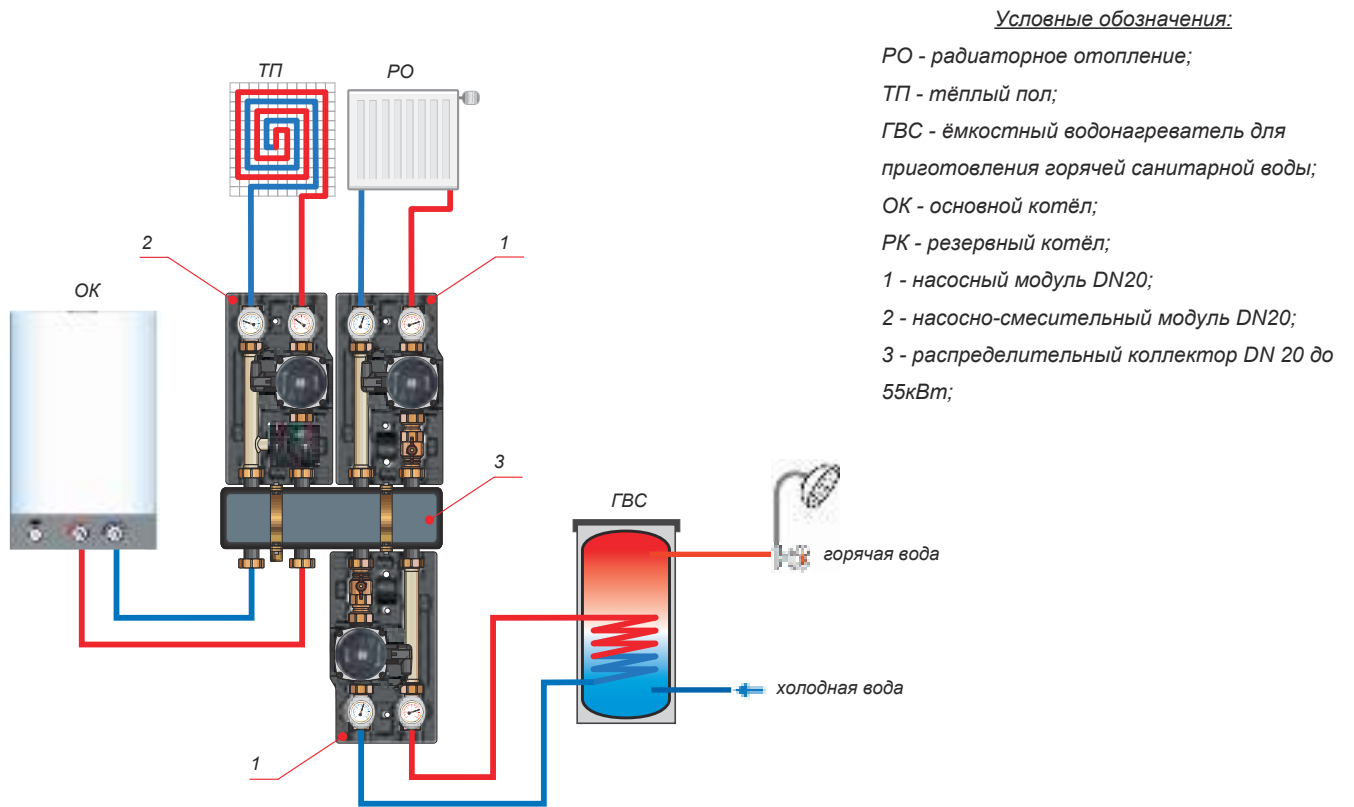 Условные обозначения:
РО - радиаторное отопление;
ТП - тёплый пол;
ГВС - ёмкостный водонагреватель для
приготовления горячей санитарной воды;
ОК - основной котёл;
РК - резервный котёл;
1 - насосный модуль DN20;
2 - насосно-смесительный модуль DN20;
3 - распределительный коллектор DN 20 до
55кВт;
ТП
РО
2
1
ОК
3
ГВС
горячая вода
холодная вода
1